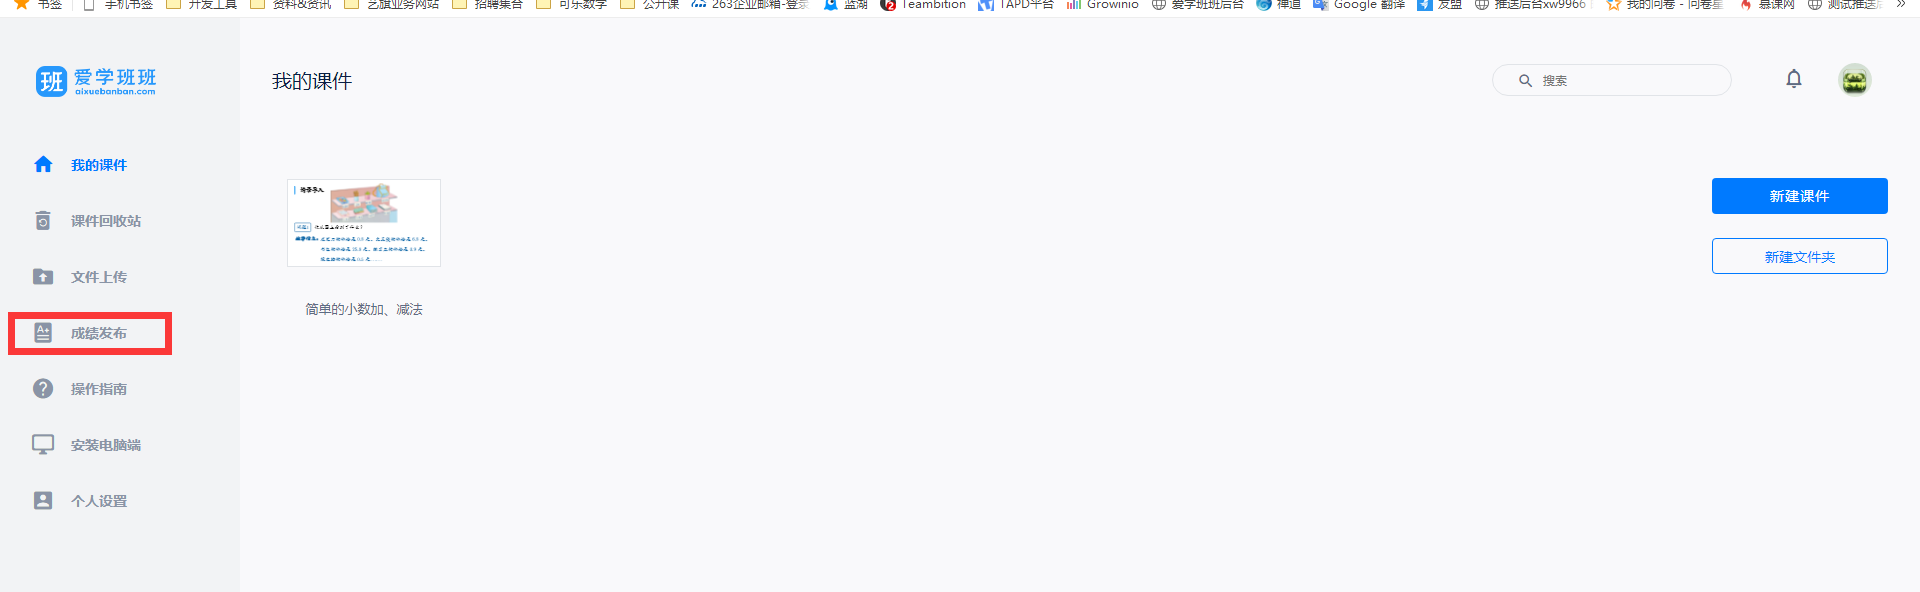 书签 手机书签 开发工具 资料&资讯 艺旗业务网站 招聘集合 可乐数学 公开课 263企业邮箱-登录 蓝湖 Teambition TAPD平台 Growinio 爱学班班后台 禅道 Google 翻译 友盟 推送后台xw9966 我的问卷 - 问卷星 慕课网 测试推送后 »
班 爱学班班
aixuebanban.com
我的课件
搜索
我的课件
课件回收站
文件上传
A+ 成绩发布
操作指南
安装电脑端
个人设置
情景导入
简单的小数加、减法
新建课件
新建文件夹